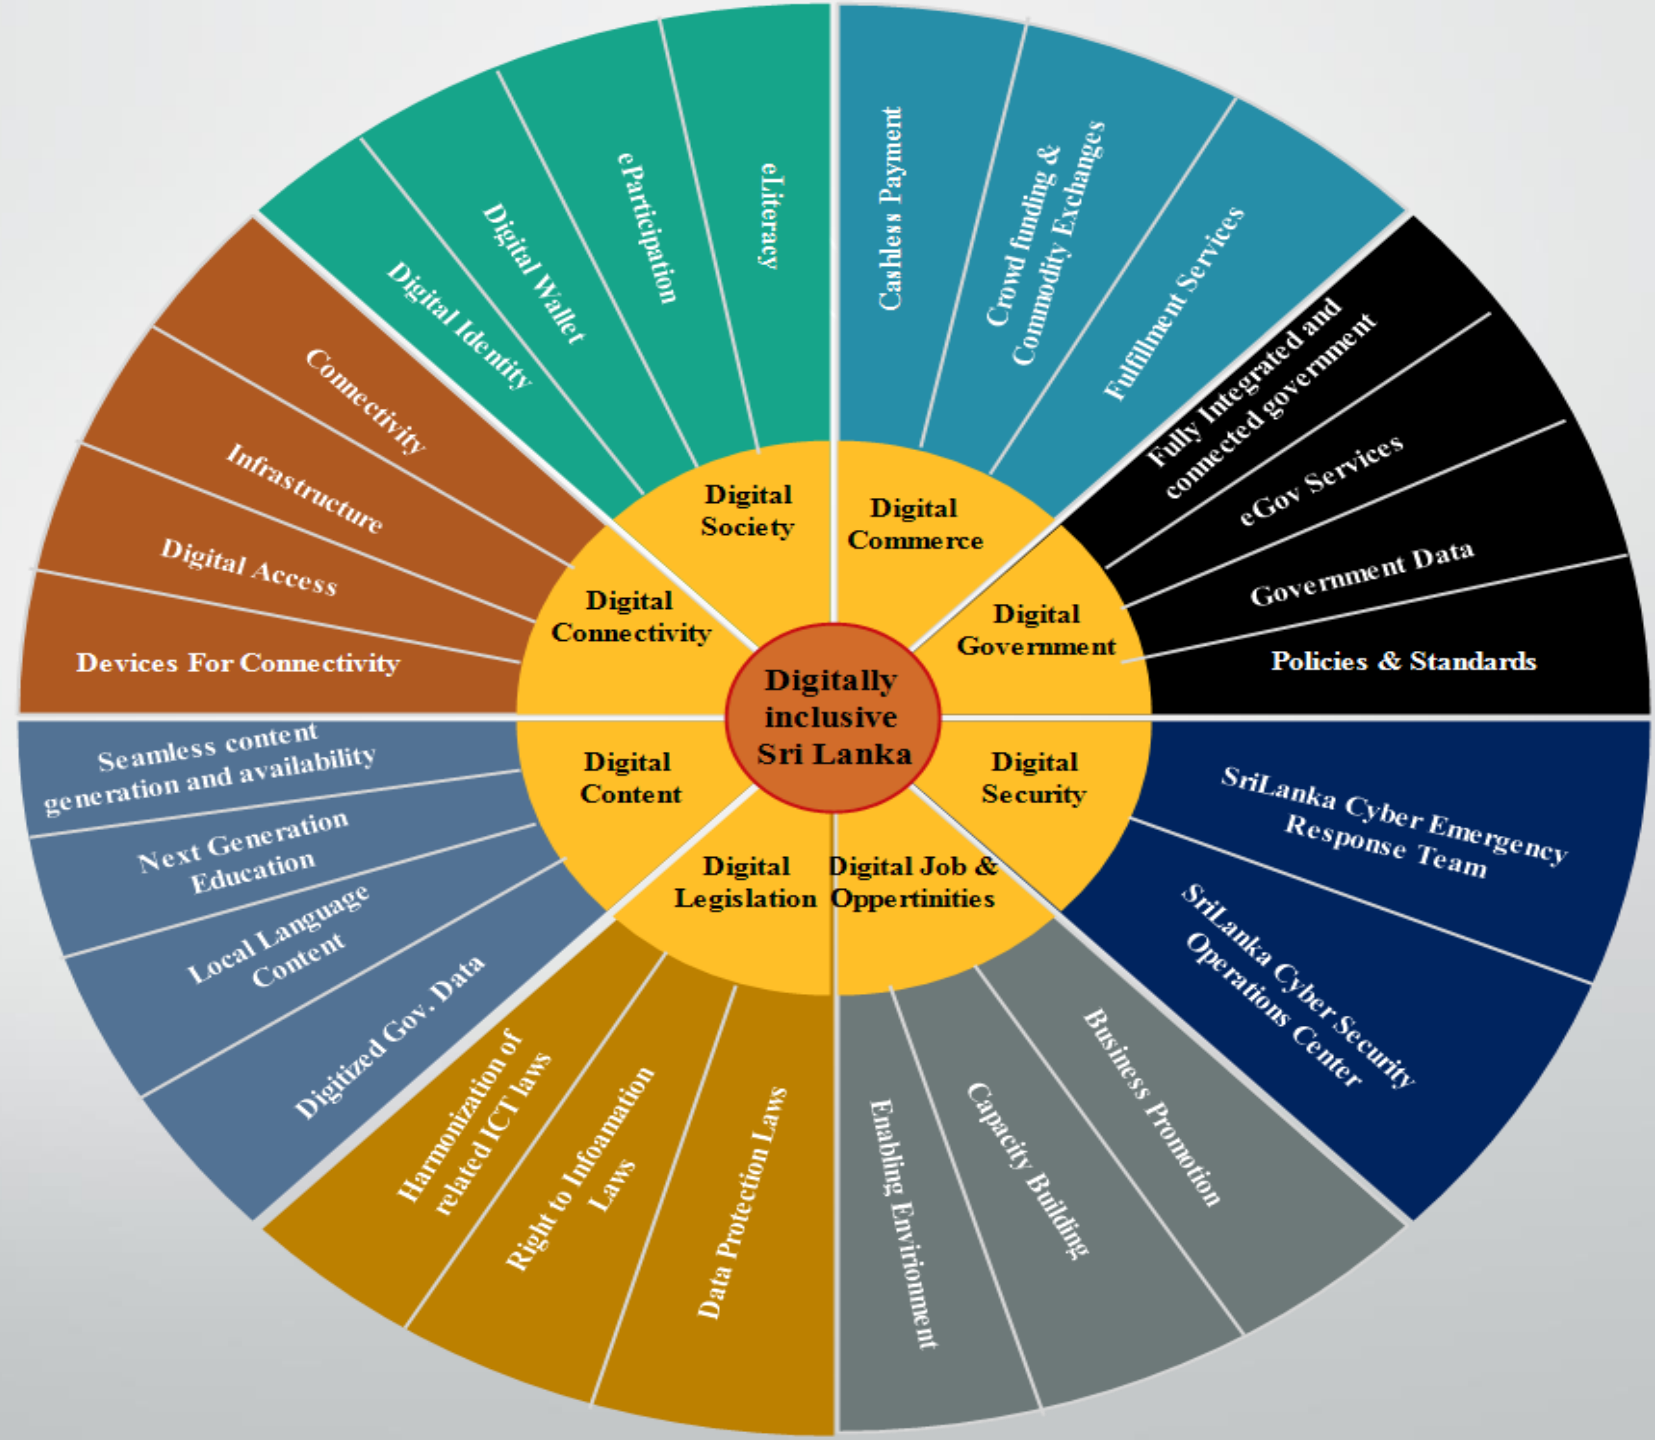 Digitally
inclusive
Sri Lanka
Digital
Society
eLiteracy
eParticipation
Digital Wallet
Digital Identity
Digital
Commerce
Cashless Payment
Crowd funding &
Commodity Exchanges
Fulfillment Services
Digital
Government
Fully Integrated and
connected government
eGov Services
Government Data
Policies & Standards
Digital
Security
SriLanka Cyber Emergency
Response Team
SriLanka Cyber Security
Operations Center
Digital Job &
Oppertinities
Business Promotion
Capacity Building
Enabling Envirionment
Digital
Legislation
Data Protection Laws
Right to Infoamation
Laws
Harmonization of
related ICT laws
Digital
Content
Digitized Gov. Data
Local Language
Content
Next Generation
Education
Seamless content
generation and availability
Digital
Connectivity
Devices For Connectivity
Digital Access
Infrastructure
Connectivity